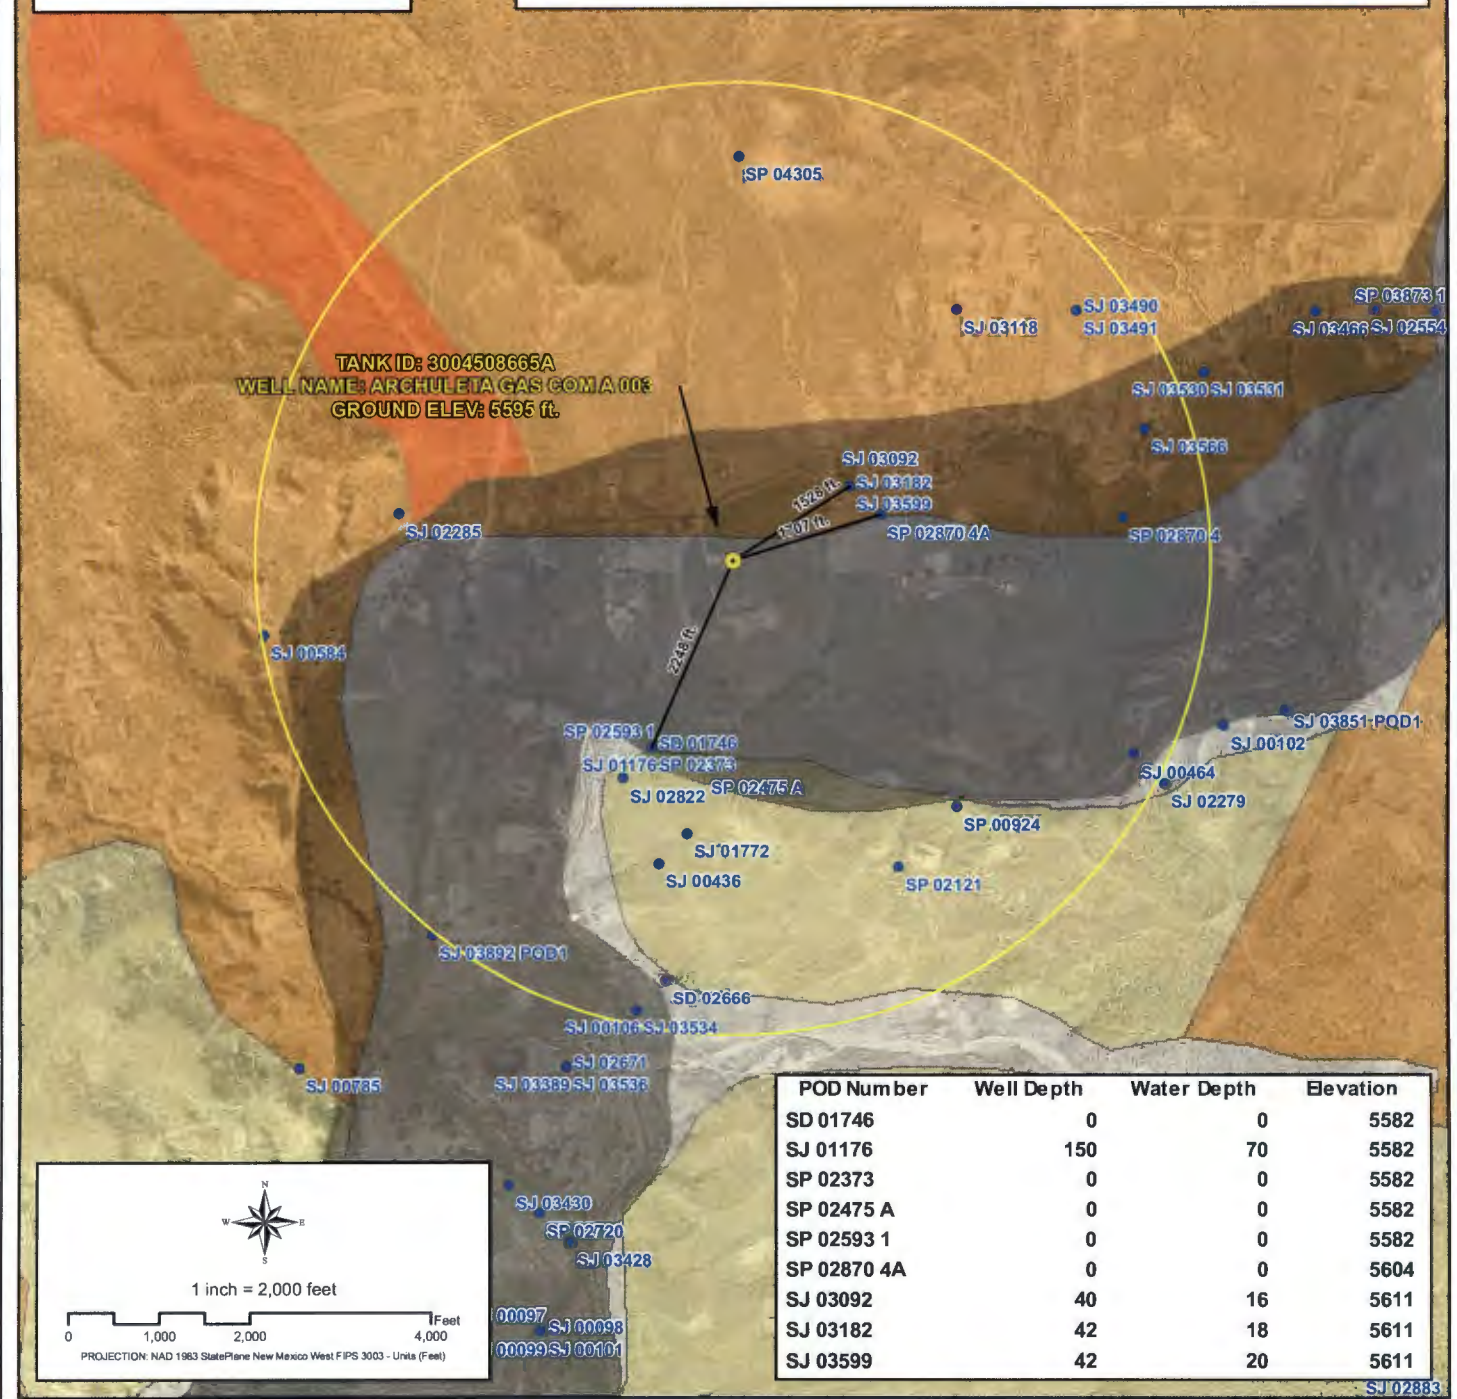 SP 04305
SJ 03490
SJ 03491
SJ 03118
SP 03873 1
SJ 03466 SJ 02554
TANK ID: 3004508665A
WELL NAME: ARCHULETA GAS COM A 003
GROUND ELEV: 5595 ft.
SJ 03530 SJ 03531
SJ 03566
SJ 03092
SJ 03182
SJ 03599
1526 ft.
1707 ft.
SP 02870 4A
SP 02870 4
SJ 02285
SJ 00584
2248 ft.
SP 02593 1
SD 01746
SJ 01176 SP 02373
SP 02475 A
SJ 02822
SJ 03851 POD1
SJ 00102
SJ 00464
SJ 02279
SP 00924
SJ 01772
SJ 00436
SP 02121
SJ 03892 POD1
SD 02666
SJ 00106 SJ 03534
SJ 02671
SJ 03389 SJ 03536
SJ 00785
SJ 03430
SP 02720
SJ 03428
00097
SJ 00098
00099 SJ 00101
N
W E
S
1 inch = 2,000 feet
Feet
0 1,000 2,000 4,000
PROJECTION: NAD 1983 StatePlane New Mexico West FIPS 3003 - Units (Feet)
POD Number Well Depth Water Depth Elevation
SD 01746 0 0 5582
SJ 01176 150 70 5582
SP 02373 0 0 5582
SP 02475 A 0 0 5582
SP 02593 1 0 0 5582
SP 02870 4A 0 0 5604
SJ 03092 40 16 5611
SJ 03182 42 18 5611
SJ 03599 42 20 5611
SJ 02883